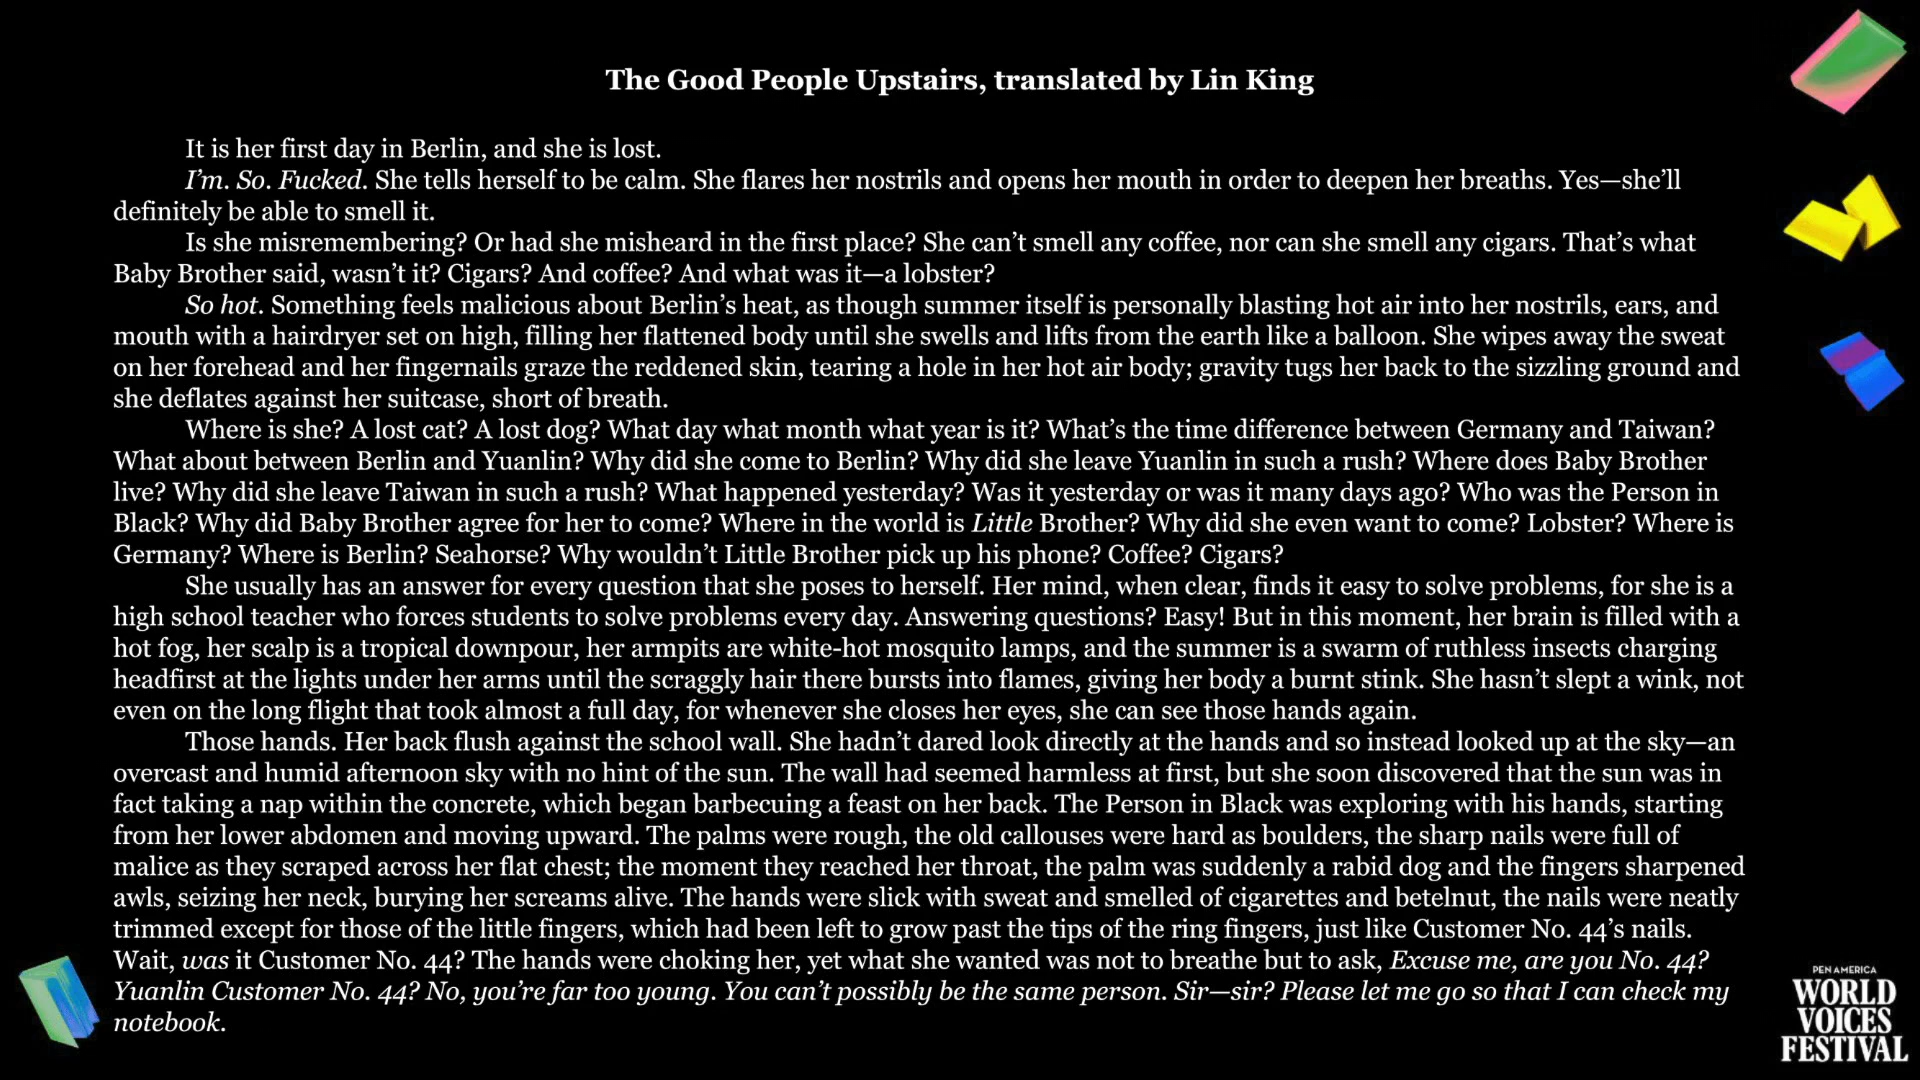 The Good People Upstairs, translated by Lin King
It is her first day in Berlin, and she is lost.
I'm. So. Fucked. She tells herself to be calm. She flares her nostrils and opens her mouth in order to deepen her breaths. Yes—she'll
definitely be able to smell it.
Is she misremembering? Or had she misheard in the first place? She can't smell any coffee, nor can she smell any cigars. That's what
Baby Brother said, wasn't it? Cigars? And coffee? And what was it—a lobster?
So hot. Something feels malicious about Berlin's heat, as though summer itself is personally blasting hot air into her nostrils, ears, and
mouth with a hairdryer set on high, filling her flattened body until she swells and lifts from the earth like a balloon. She wipes away the sweat
on her forehead and her fingernails graze the reddened skin, tearing a hole in her hot air body; gravity tugs her back to the sizzling ground and
she deflates against her suitcase, short of breath.
Where is she? A lost cat? A lost dog? What day what month what year is it? What's the time difference between Germany and Taiwan?
What about between Berlin and Yuanlin? Why did she come to Berlin? Why did she leave Yuanlin in such a rush? Where does Baby Brother
live? Why did she leave Taiwan in such a rush? What happened yesterday? Was it yesterday or was it many days ago? Who was the Person in
Black? Why did Baby Brother agree for her to come? Where in the world is Little Brother? Why did she even want to come? Lobster? Where is
Germany? Where is Berlin? Seahorse? Why wouldn't Little Brother pick up his phone? Coffee? Cigars?
She usually has an answer for every question that she poses to herself. Her mind, when clear, finds it easy to solve problems, for she is a
high school teacher who forces students to solve problems every day. Answering questions? Easy! But in this moment, her brain is filled with a
hot fog, her scalp is a tropical downpour, her armpits are white-hot mosquito lamps, and the summer is a swarm of ruthless insects charging
headfirst at the lights under her arms until the scraggly hair there bursts into flames, giving her body a burnt stink. She hasn't slept a wink, not
even on the long flight that took almost a full day, for whenever she closes her eyes, she can see those hands again.
Those hands. Her back flush against the school wall. She hadn't dared look directly at the hands and so instead looked up at the sky—an
overcast and humid afternoon sky with no hint of the sun. The wall had seemed harmless at first, but she soon discovered that the sun was in
fact taking a nap within the concrete, which began barbecuing a feast on her back. The Person in Black was exploring with his hands, starting
from her lower abdomen and moving upward. The palms were rough, the old callouses were hard as boulders, the sharp nails were full of
malice as they scraped across her flat chest; the moment they reached her throat, the palm was suddenly a rabid dog and the fingers sharpened
awls, seizing her neck, burying her screams alive. The hands were slick with sweat and smelled of cigarettes and betelnut, the nails were neatly
trimmed except for those of the little fingers, which had been left to grow past the tips of the ring fingers, just like Customer No. 44's nails.
Wait, was it Customer No. 44? The hands were choking her, yet what she wanted was not to breathe but to ask, Excuse me, are you No. 44?
Yuanlin Customer No. 44? No, you're far too young. You can't possibly be the same person. Sir—sir? Please let me go so that I can check my
notebook.
PEN AMERICA
WORLD
VOICES
FESTIVAL